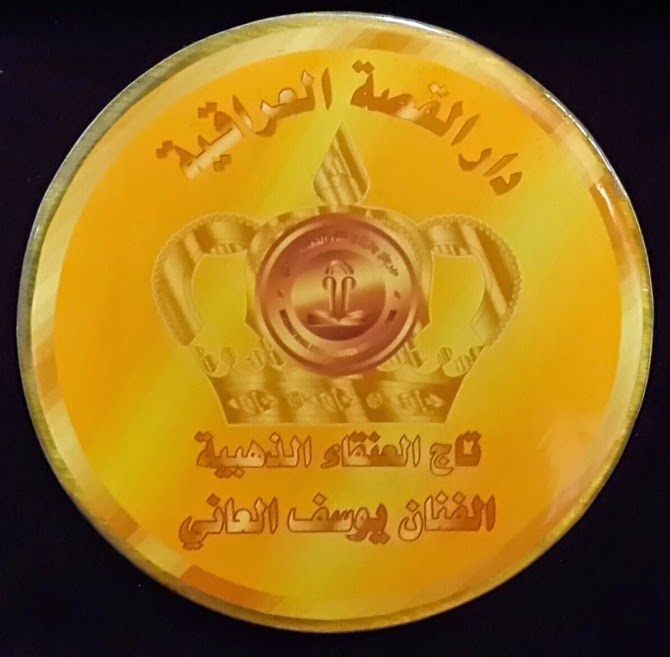 دار القصة العراقية
تاج العنقاء الذهبية
الفنان يوسف العاني